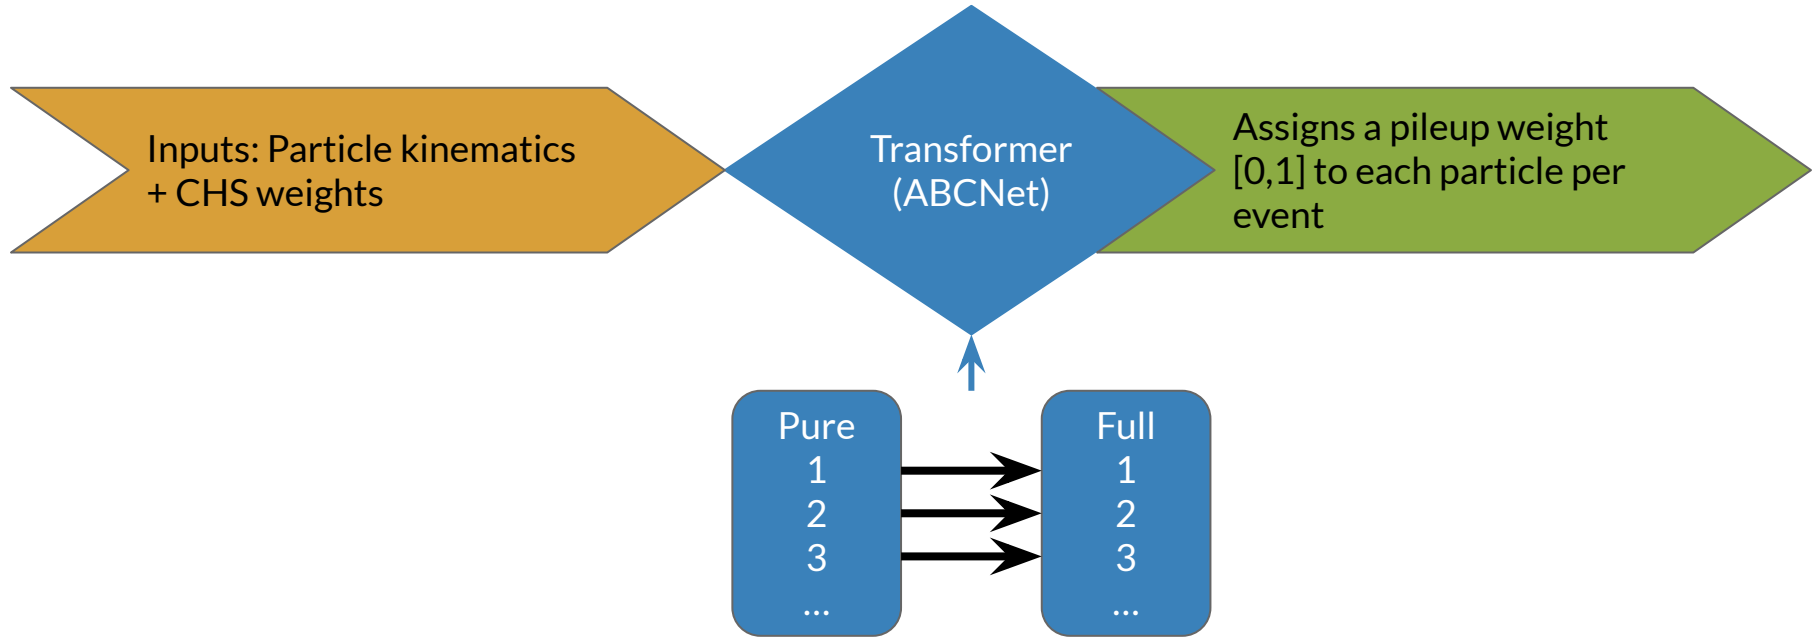 Inputs: Particle kinematics
+ CHS weights
Transformer
(ABCNet)
Assigns a pileup weight
[0,1] to each particle per
event
Pure
1
2
3
...
Full
1
2
3
...